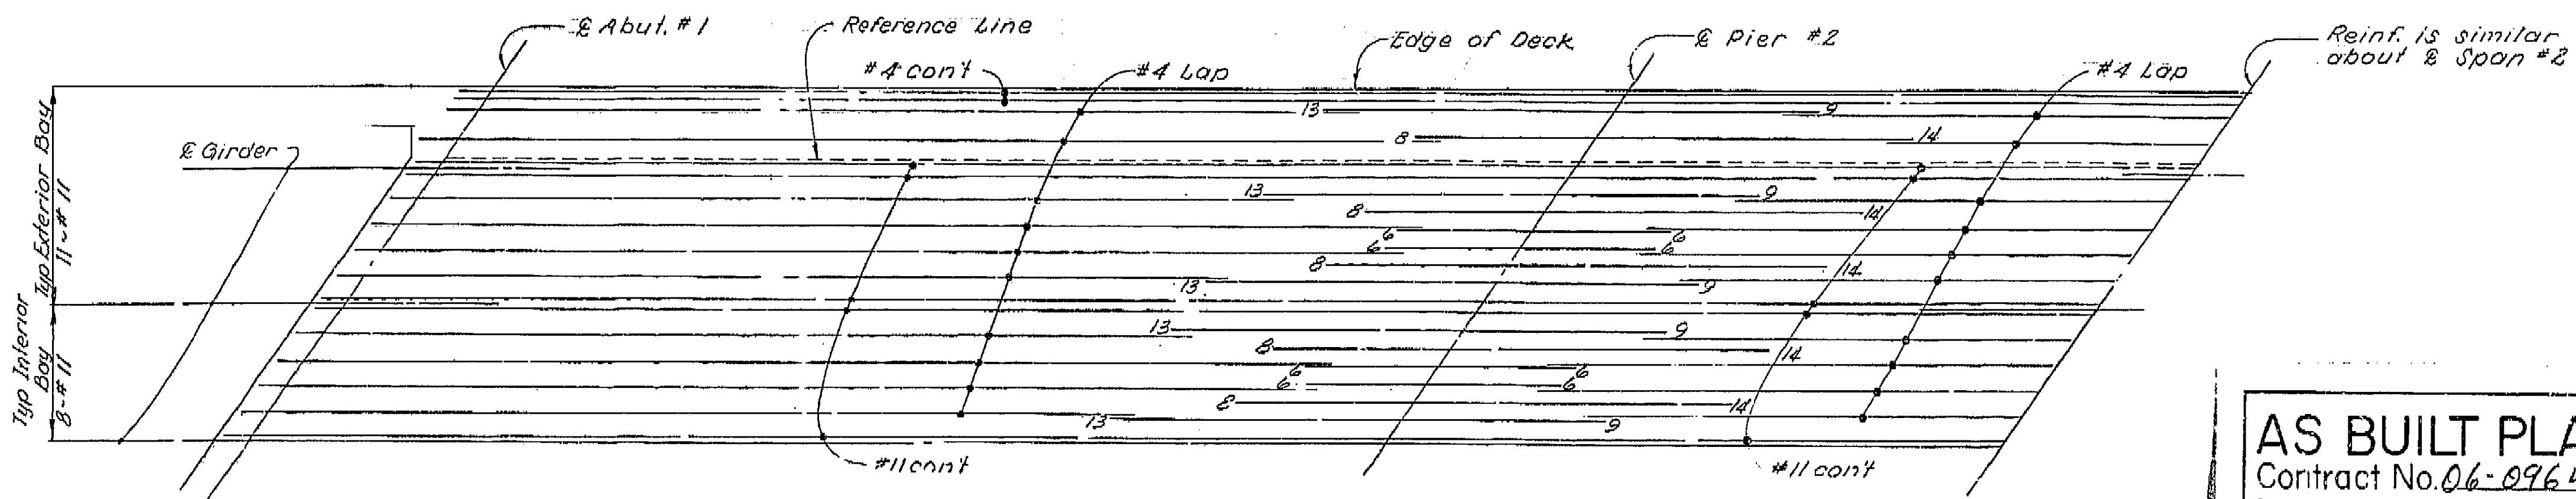 ℄ Abut. #1
Reference Line
Edge of Deck
℄ Pier #2
Reinf. is similar
about ℄ Span #2
#4 con't
#4 Lap
#4 Lap
13
9
8
14
℄ Girder
Typ Exterior Bay
11~#11
13
9
8
14
6
6
6
6
8
14
13
9
Typ Interior
Bay
8-#11
13
9
8
14
6
6
6
6
8
14
13
9
#11 con't
#11 con't
AS BUILT PLA
Contract No. 06-0964